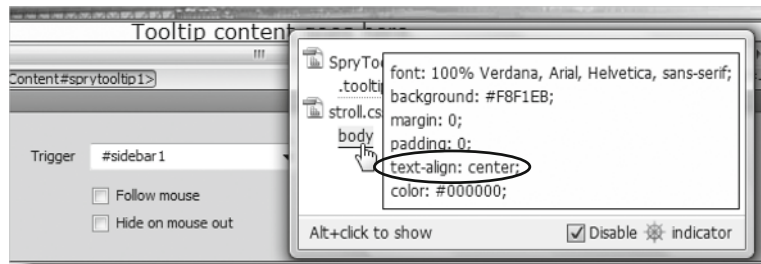 Tooltip content goes here
Content#sprytooltip1>
Trigger
#sidebar1
Follow mouse
Hide on mouse out
SpryToo
.toolti
stroll.cs
body
font: 100% Verdana, Arial, Helvetica, sans-serif;
background: #F8F1EB;
margin: 0;
padding: 0;
text-align: center;
color: #000000;
Alt+click to show
Disable
indicator